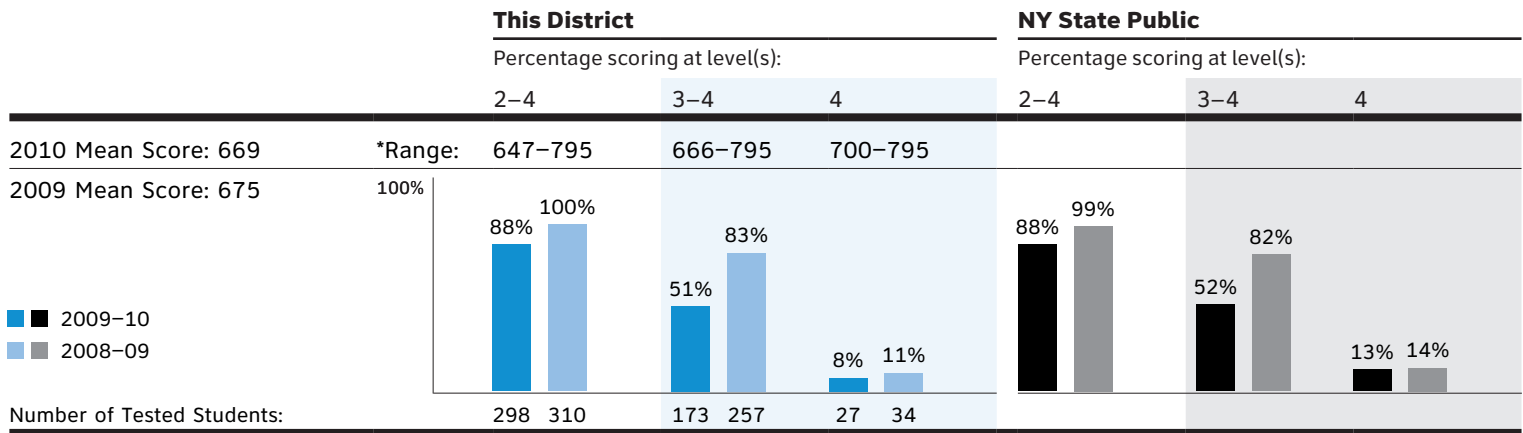 This District NY State Public
Percentage scoring at level(s): Percentage scoring at level(s):
2–4 3–4 4 2–4 3–4 4
2010 Mean Score: 669 *Range: 647–795 666–795 700–795
2009 Mean Score: 675 100%
88% 100% 51% 83% 8% 11% 88% 99% 52% 82% 13% 14%
2009–10
2008–09
Number of Tested Students: 298 310 173 257 27 34